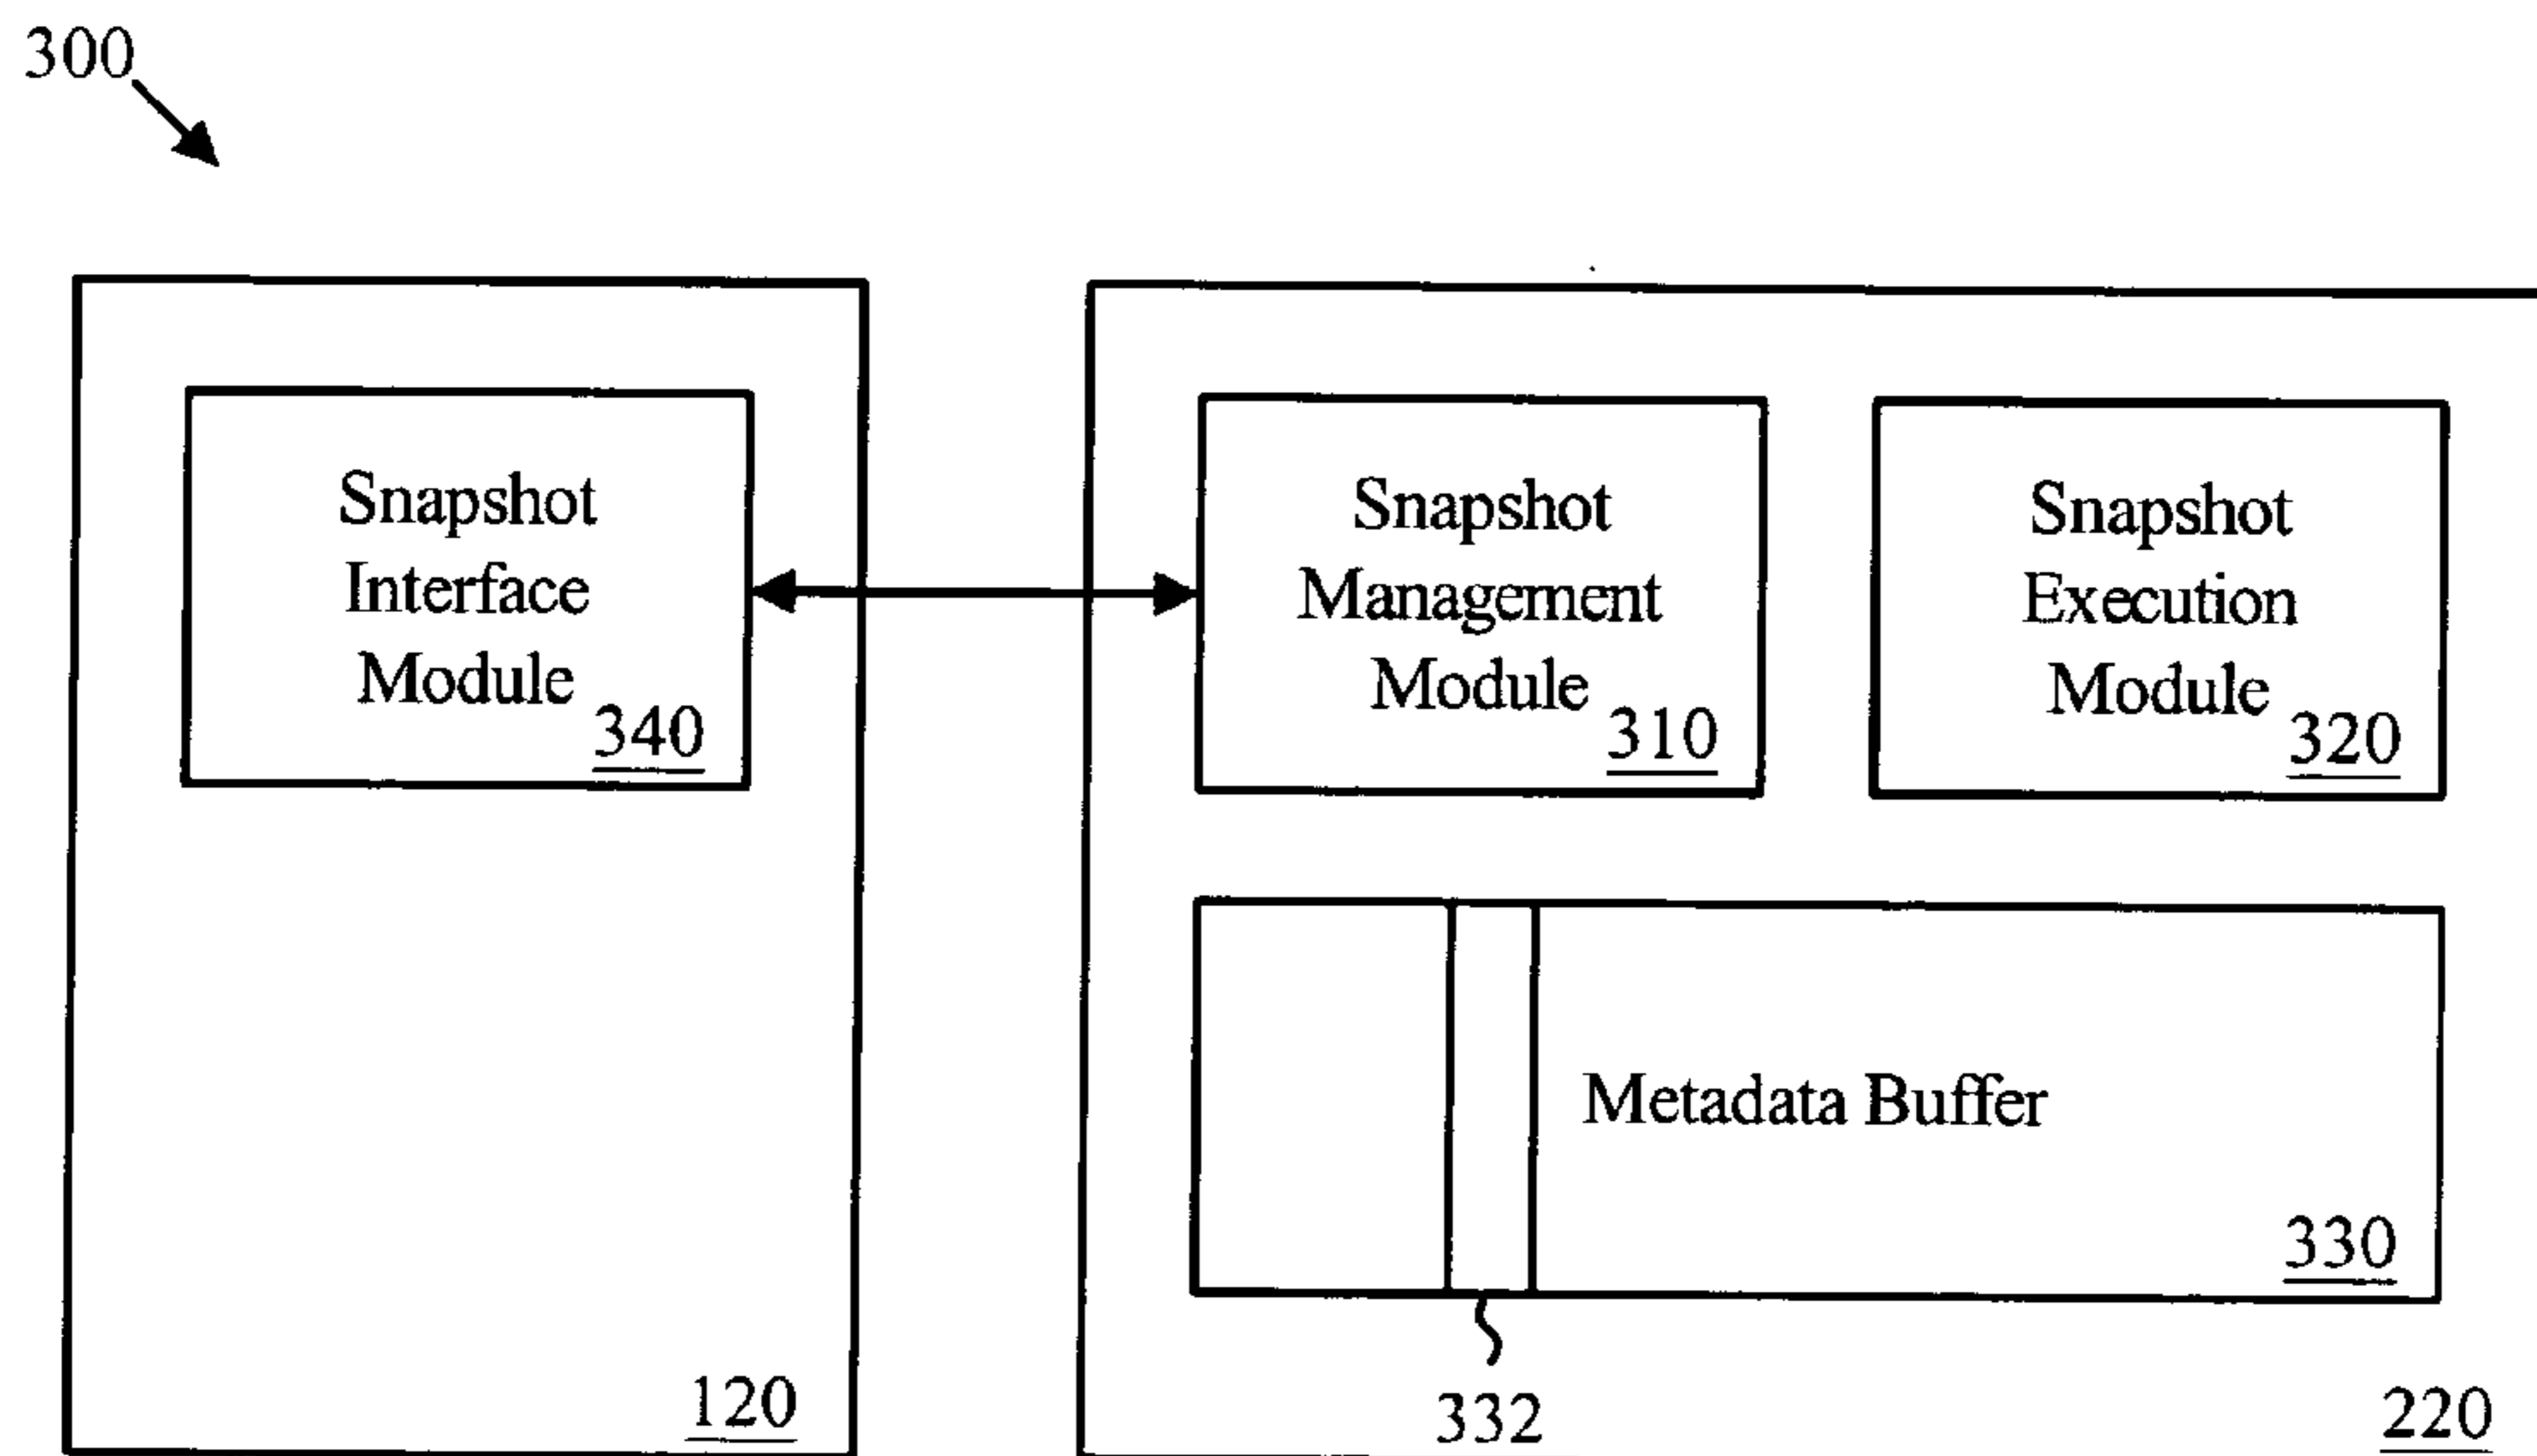 300
Snapshot
Interface
Module
340
Snapshot
Management
Module
310
Snapshot
Execution
Module
320
Metadata Buffer
330
332
120
220